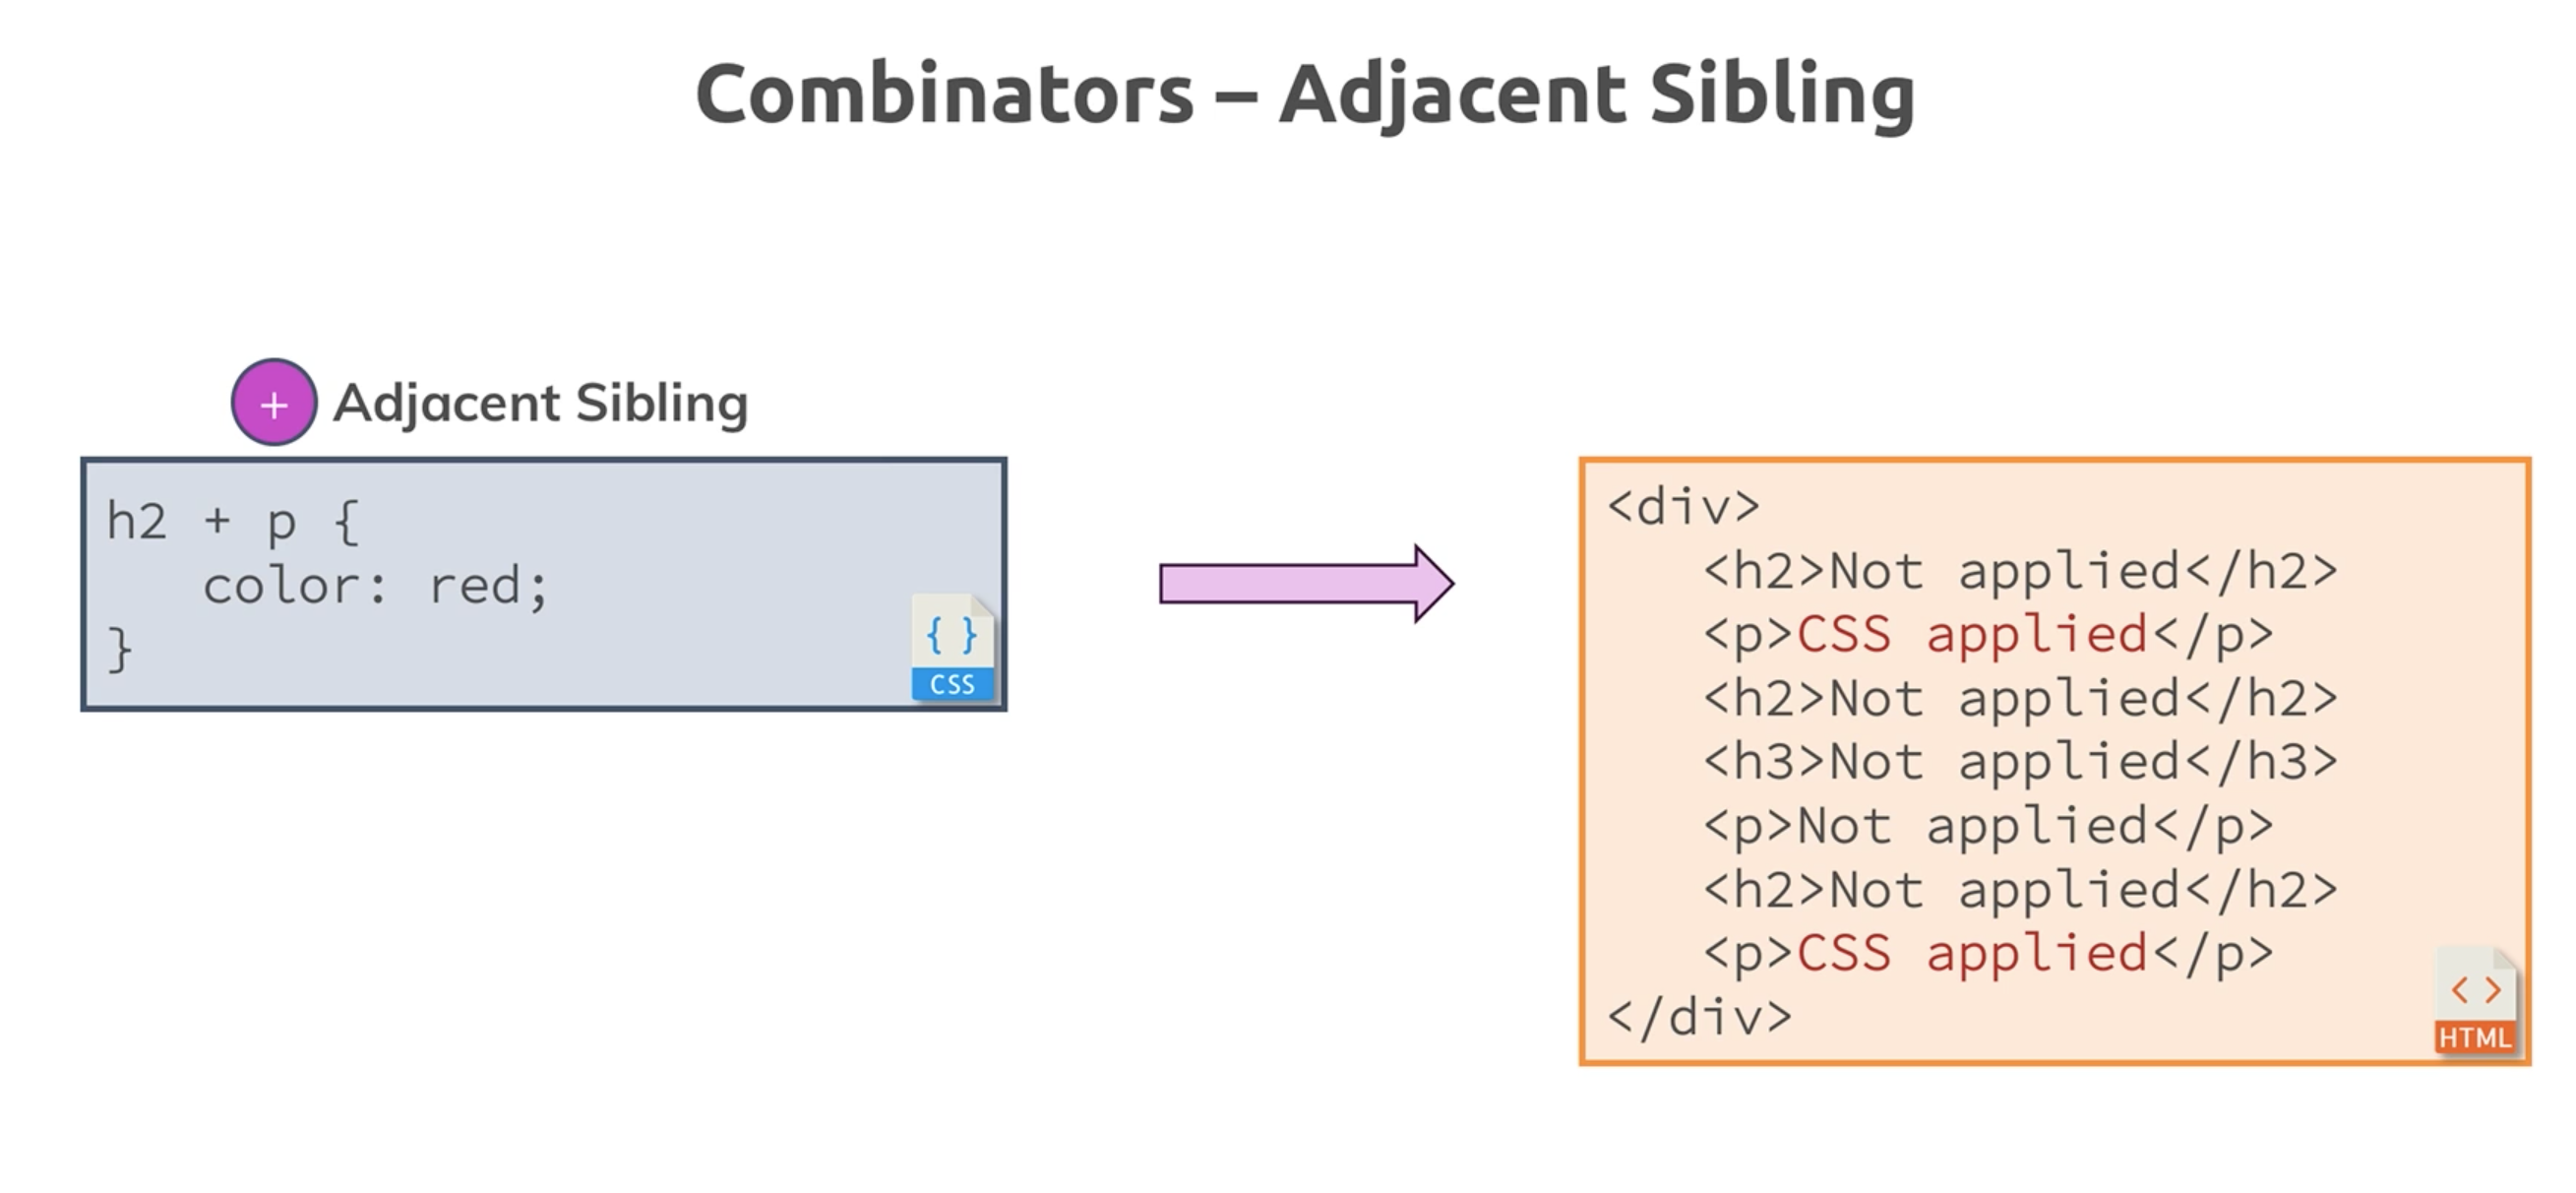 Combinators – Adjacent Sibling
+ Adjacent Sibling
h2 + p {
color: red;
}
{ }
CSS
<div>
<h2>Not applied</h2>
<p>CSS applied</p>
<h2>Not applied</h2>
<h3>Not applied</h3>
<p>Not applied</p>
<h2>Not applied</h2>
<p>CSS applied</p>
</div>
< >
HTML